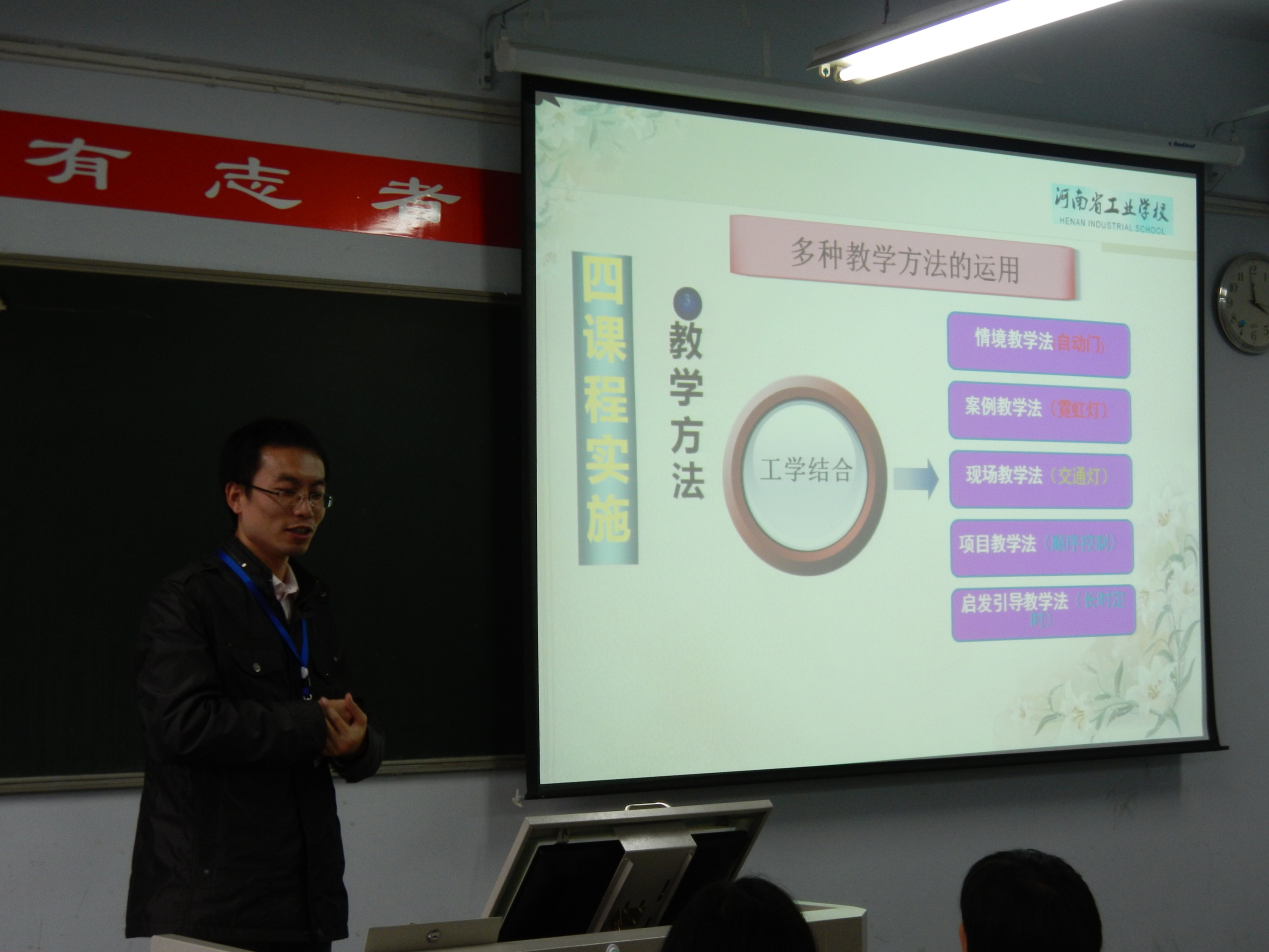 有志者
河南省工业学校
HENAN INDUSTRIAL SCHOOL
多种教学方法的运用
四课程实施
3
教学方法
工学结合
情境教学法 自动门）
案例教学法（霓虹灯）
现场教学法（交通灯）
项目教学法
启发引导教学法